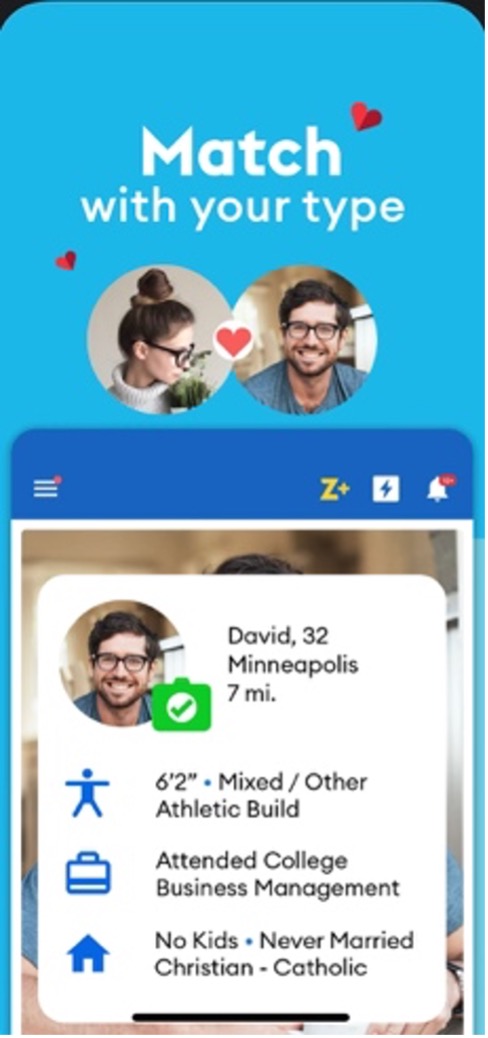 Match
with your type
Z+
David, 32
Minneapolis
7 mi.
6'2" • Mixed / Other
Athletic Build
Attended College
Business Management
No Kids • Never Married
Christian - Catholic